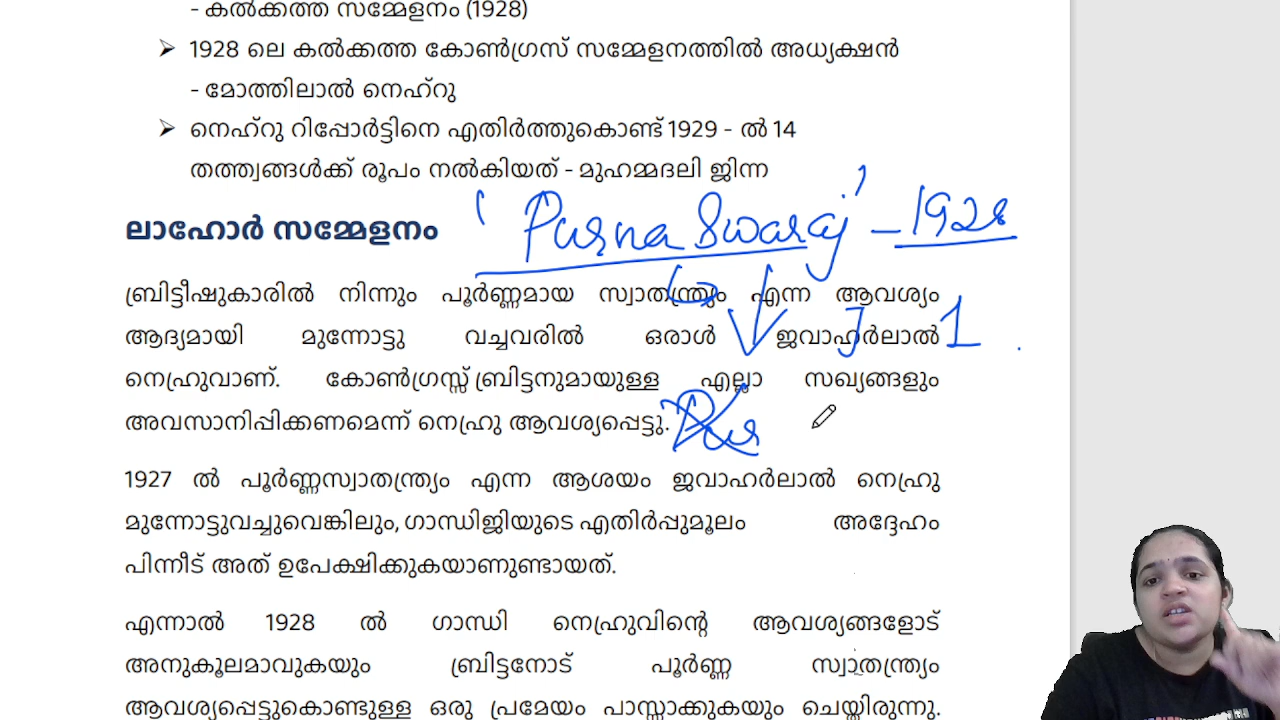 - കൽക്കത്ത സമ്മേളനം (1928)
➤ 1928 ലെ കൽക്കത്ത കോൺഗ്രസ് സമ്മേളനത്തിൽ അധ്യക്ഷൻ
- മോത്തിലാൽ നെഹ്‌റു
➤ നെഹ്‌റു റിപ്പോർട്ടിനെ എതിർത്തുകൊണ്ട് 1929 - ൽ 14
തത്ത്വങ്ങൾക്ക് രൂപം നൽകിയത് - മുഹമ്മദലി ജിന്ന
ലാഹോർ സമ്മേളനം 'Purna Swaraj' - 1928
ബ്രിട്ടീഷുകാരിൽ നിന്നും പൂർണ്ണമായ സ്വാതന്ത്ര്യം എന്ന ആവശ്യം
ആദ്യമായി മുന്നോട്ടു വച്ചവരിൽ ഒരാൾ ജവാഹർലാൽ
നെഹ്രുവാണ്. കോൺഗ്രസ്സ് ബ്രിട്ടനുമായുള്ള എല്ലാ സഖ്യങ്ങളും
അവസാനിപ്പിക്കണമെന്ന് നെഹ്രു ആവശ്യപ്പെട്ടു.
1927 ൽ പൂർണ്ണസ്വാതന്ത്ര്യം എന്ന ആശയം ജവാഹർലാൽ നെഹ്രു
മുന്നോട്ടുവച്ചുവെങ്കിലും, ഗാന്ധിജിയുടെ എതിർപ്പുമൂലം അദ്ദേഹം
പിന്നീട് അത് ഉപേക്ഷിക്കുകയാണുണ്ടായത്.
എന്നാൽ 1928 ൽ ഗാന്ധി നെഹ്രുവിന്റെ ആവശ്യങ്ങളോട്
അനുകൂലമാവുകയും ബ്രിട്ടനോട് പൂർണ്ണ സ്വാതന്ത്ര്യം
ആവശ്യപ്പെട്ടുകൊണ്ടുള്ള ഒരു പ്രമേയം പാസ്സാക്കുകയും ചെയ്തിരുന്നു.